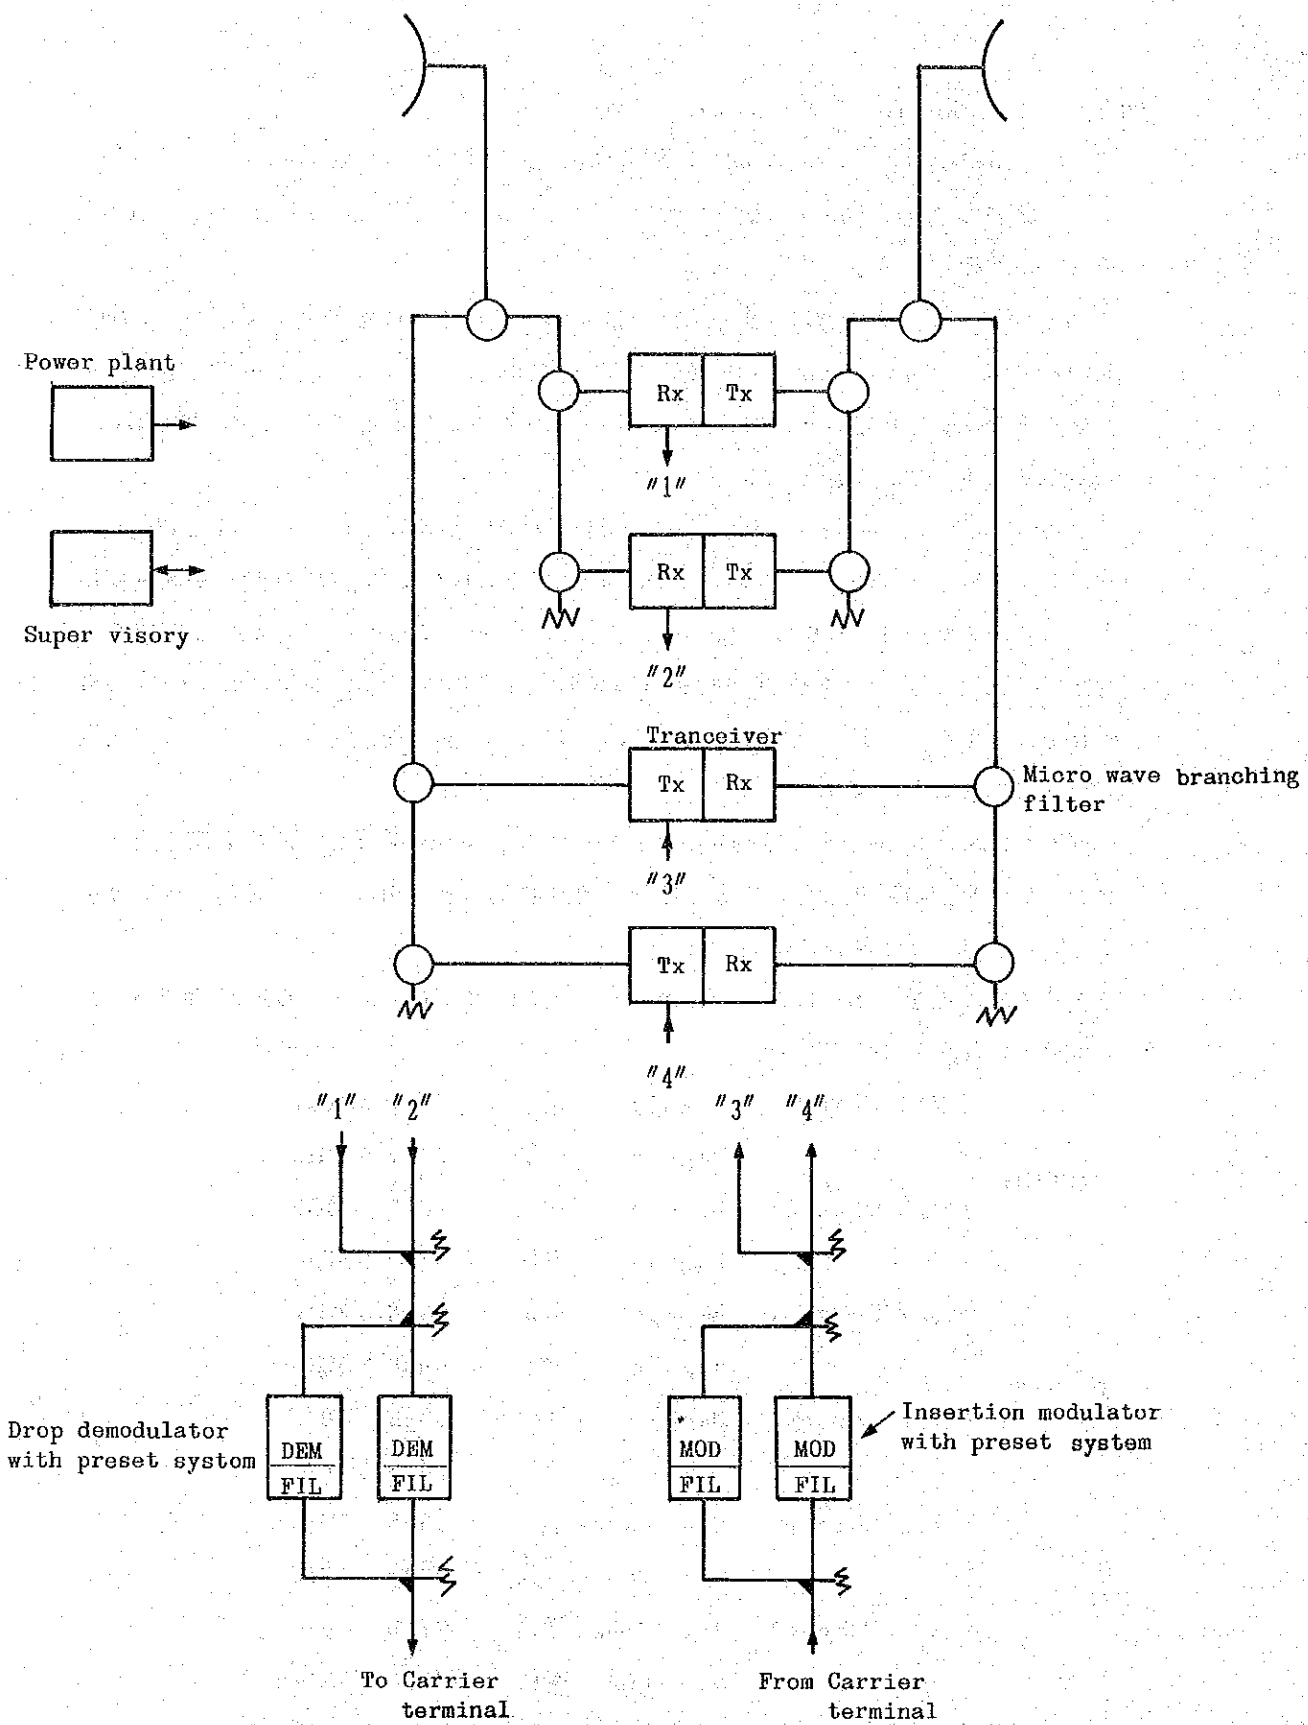 Power plant
Rx Tx
"1"
Rx Tx
Super visory
"2"
Tranceiver
Tx Rx
Micro wave branching
filter
"3"
Tx Rx
"4"
"1" "2" "3" "4"
Drop demodulator
with preset systom
DEM
FIL
DEM
FIL
MOD
FIL
MOD
FIL
Insertion modulator
with preset system
To Carrier
terminal
From Carrier
terminal